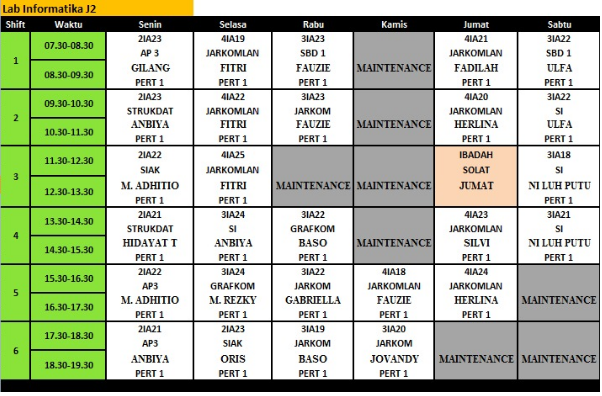 Lab Informatika J2
Shift Waktu Senin Selasa Rabu Kamis Jumat Sabtu
1
07.30-08.30
08.30-09.30
2IA23
AP 3
GILANG
PERT 1
4IA19
JARKOMLAN
FITRI
PERT 1
3IA23
SBD 1
FAUZIE
PERT 1
MAINTENANCE
4IA21
JARKOMLAN
FADILAH
PERT 1
3IA22
SBD 1
ULFA
PERT 1
2
09.30-10.30
10.30-11.30
2IA23
STRUKDAT
ANBIYA
PERT 1
4IA22
JARKOMLAN
FITRI
PERT 1
3IA23
JARKOM
FAUZIE
PERT 1
MAINTENANCE
4IA20
JARKOMLAN
HERLINA
PERT 1
3IA22
SI
ULFA
PERT 1
3
11.30-12.30
12.30-13.30
2IA22
SIAK
M. ADHITIO
PERT 1
4IA25
JARKOMLAN
FITRI
PERT 1
MAINTENANCE
MAINTENANCE
IBADAH
SOLAT
JUMAT
3IA18
SI
NI LUH PUTU
PERT 1
4
13.30-14.30
14.30-15.30
2IA21
STRUKDAT
HIDAYAT T
PERT 1
3IA24
SI
ANBIYA
PERT 1
3IA22
GRAFKOM
BASO
PERT 1
MAINTENANCE
4IA23
JARKOMLAN
SILVI
PERT 1
3IA21
SI
NI LUH PUTU
PERT 1
5
15.30-16.30
16.30-17.30
2IA22
AP3
M. ADHITIO
PERT 1
3IA24
GRAFKOM
M. REZKY
PERT 1
3IA22
JARKOM
GABRIELLA
PERT 1
4IA18
JARKOMLAN
FAUZIE
PERT 1
4IA24
JARKOMLAN
HERLINA
PERT 1
MAINTENANCE
6
17.30-18.30
18.30-19.30
2IA21
AP3
ANBIYA
PERT 1
2IA23
SIAK
ORIS
PERT 1
3IA19
JARKOM
BASO
PERT 1
3IA20
JARKOM
JOVANDY
PERT 1
MAINTENANCE
MAINTENANCE